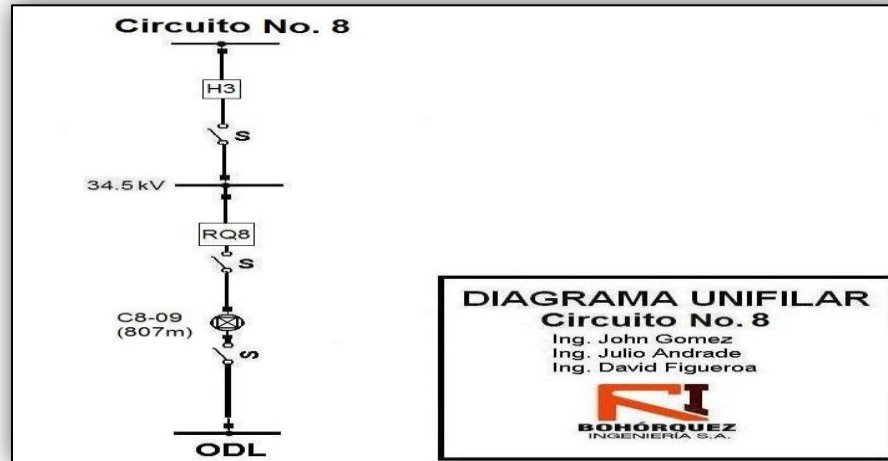 Circuito No. 8
H3
S
34.5 kV
RQ8
S
C8-09
(807m)
S
ODL
DIAGRAMA UNIFILAR
Circuito No. 8
Ing. John Gomez
Ing. Julio Andrade
Ing. David Figueroa
BOHÓRQUEZ
INGENIERÍA S.A.